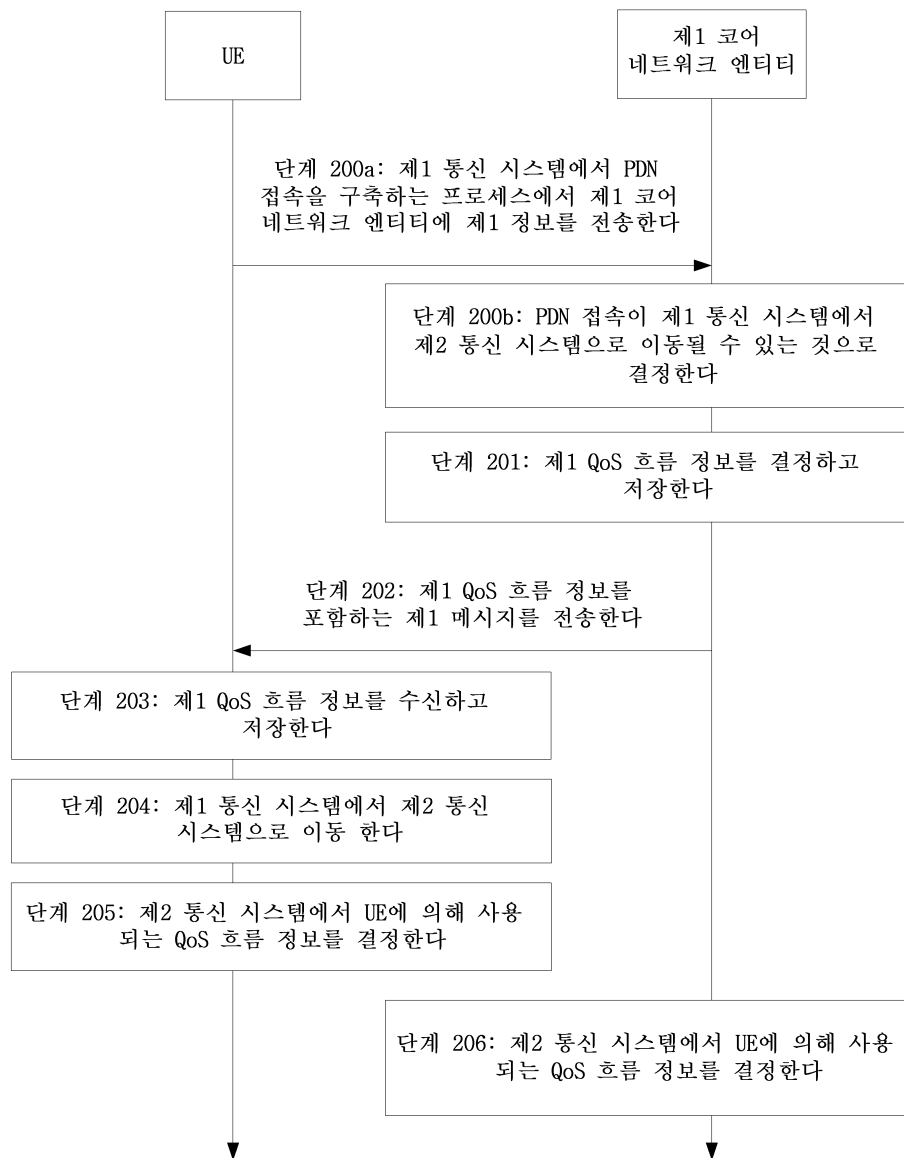 UE
제1 코어
네트워크 엔티티
단계 200a: 제1 통신 시스템에서 PDN
접속을 구축하는 프로세스에서 제1 코어
네트워크 엔티티에 제1 정보를 전송한다
단계 200b: PDN 접속이 제1 통신 시스템에서
제2 통신 시스템으로 이동될 수 있는 것으로
결정한다
단계 201: 제1 QoS 흐름 정보를 결정하고
저장한다
단계 202: 제1 QoS 흐름 정보를
포함하는 제1 메시지를 전송한다
단계 203: 제1 QoS 흐름 정보를 수신하고
저장한다
단계 204: 제1 통신 시스템에서 제2 통신
시스템으로 이동 한다
단계 205: 제2 통신 시스템에서 UE에 의해 사용
되는 QoS 흐름 정보를 결정한다
단계 206: 제2 통신 시스템에서 UE에 의해 사용
되는 QoS 흐름 정보를 결정한다